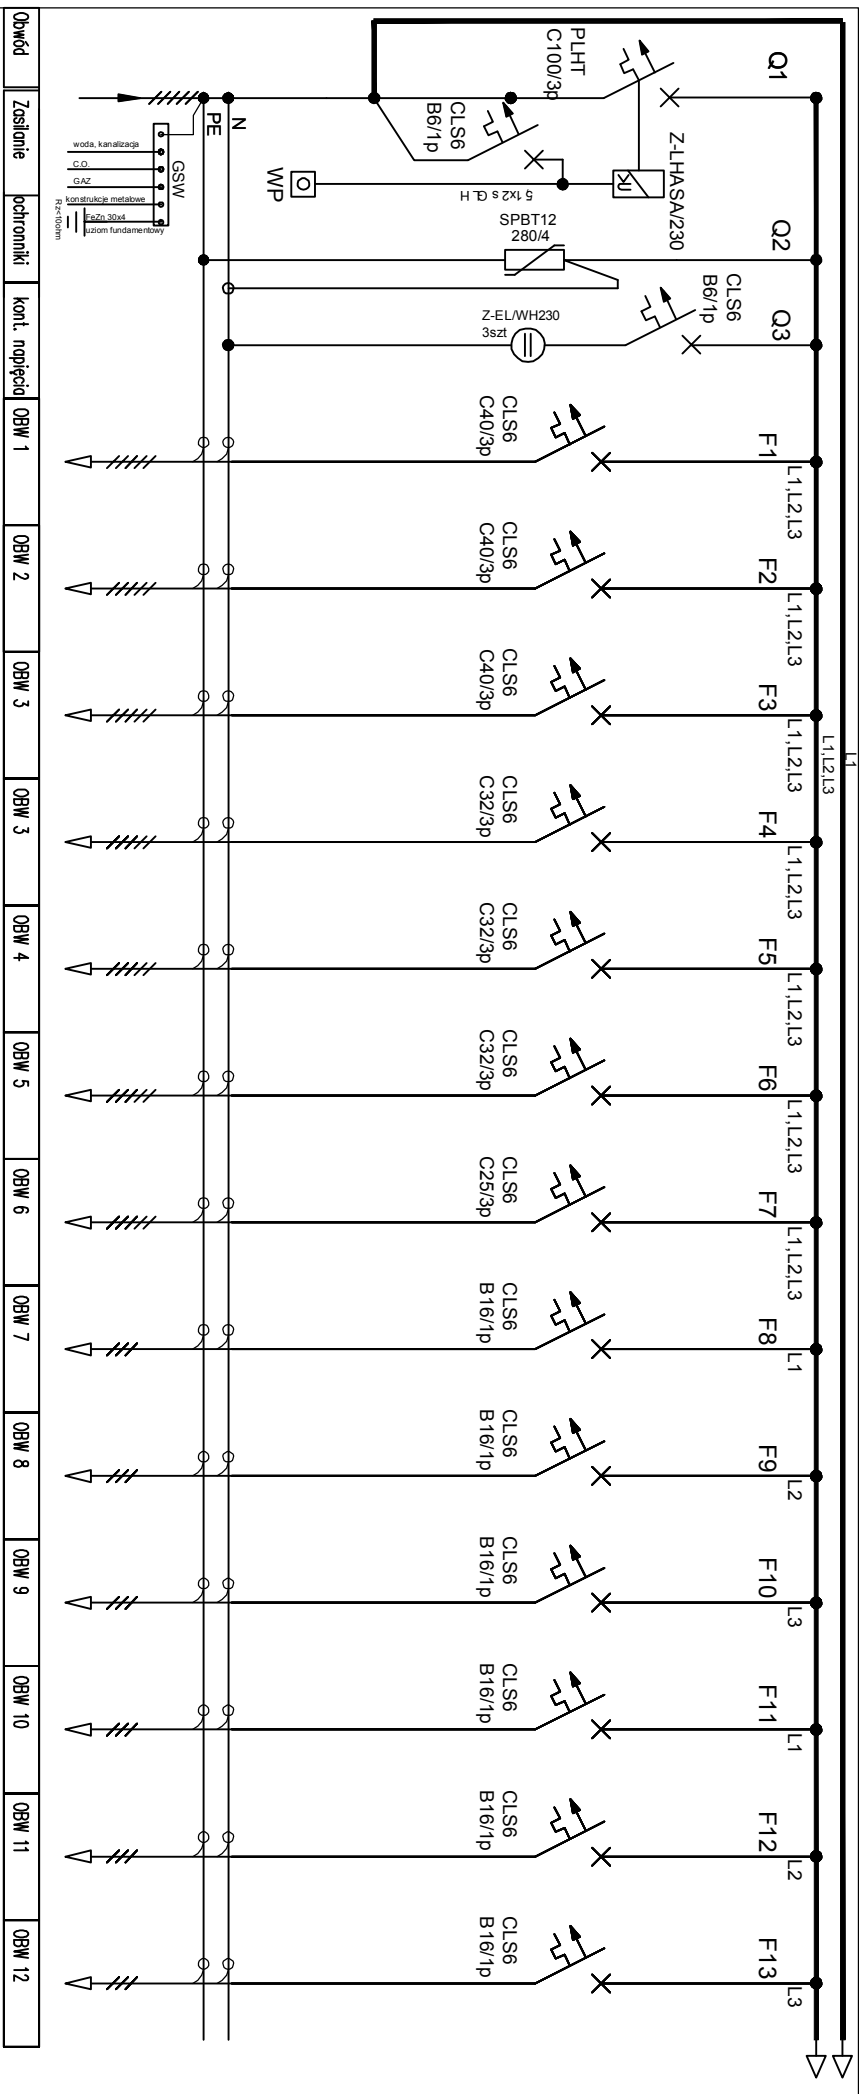 Q1
PLHT
C100/3p
Z-LHASA/230
CLS6
B6/1p
WP
N
PE
GSW
woda, kanalizacja
C.O.
GAZ
konstrukcje metalowe
FeZn 30x4
uziom fundamentowy
Rz<10ohm
Q2
SPBT12
280/4
Q3
CLS6
B6/1p
Z-EL/WH230
3szt
L1
L1,L2,L3
F1
L1,L2,L3
CLS6
C40/3p
F2
L1,L2,L3
CLS6
C40/3p
F3
L1,L2,L3
CLS6
C40/3p
F4
L1,L2,L3
CLS6
C32/3p
F5
L1,L2,L3
CLS6
C32/3p
F6
L1,L2,L3
CLS6
C32/3p
F7
L1,L2,L3
CLS6
C25/3p
F8
L1
CLS6
B16/1p
F9
L2
CLS6
B16/1p
F10
L3
CLS6
B16/1p
F11
L1
CLS6
B16/1p
F12
L2
CLS6
B16/1p
F13
L3
CLS6
B16/1p
Obwód
Zasilanie
ochronniki
kont. napięcia
OBW 1
OBW 2
OBW 3
OBW 3
OBW 4
OBW 5
OBW 6
OBW 7
OBW 8
OBW 9
OBW 10
OBW 11
OBW 12